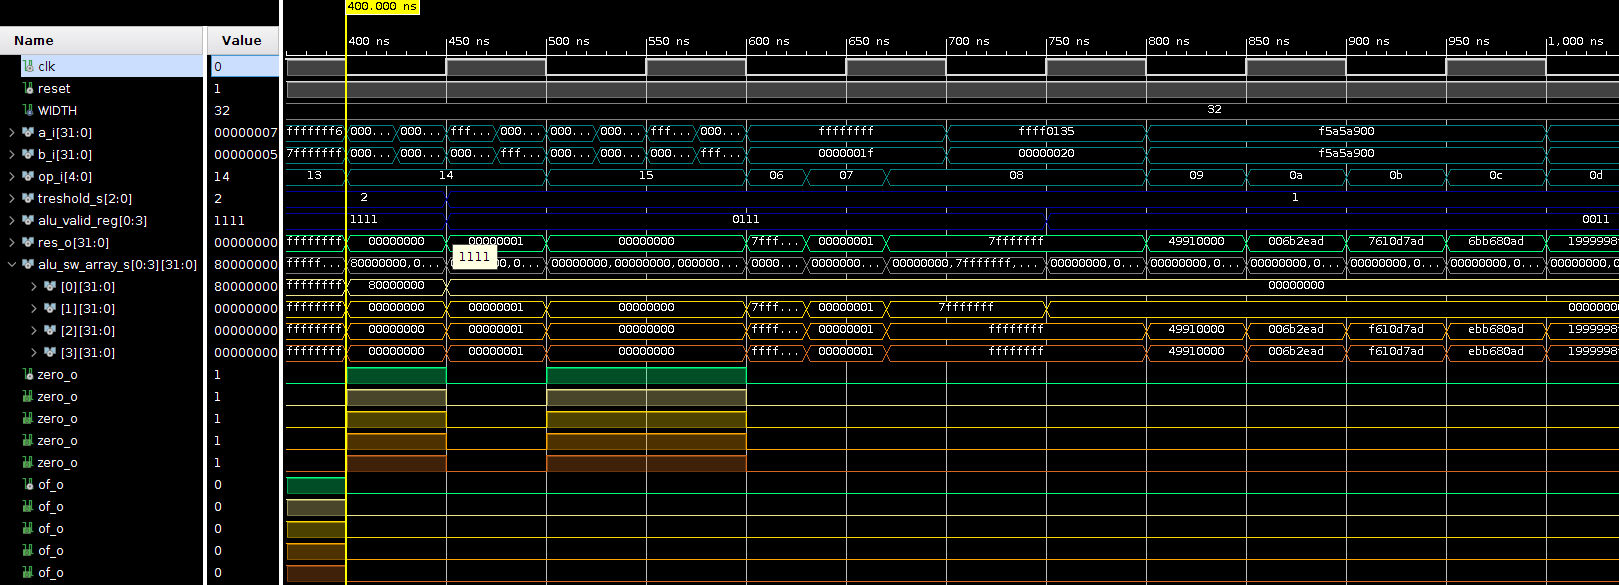 400.000 ns
Name Value 400 ns 450 ns 500 ns 550 ns 600 ns 650 ns 700 ns 750 ns 800 ns 850 ns 900 ns 950 ns 1,000 ns
clk 0
reset 1
WIDTH 32 32
a_i[31:0] 00000007 fffffff6 000... 000... fff... 000... 000... 000... fff... 000... ffffffff ffff0135 f5a5a900
b_i[31:0] 00000005 7fffffff 000... 000... 000... fff... 000... 000... 000... fff... 0000001f 00000020 f5a5a900
op_i[4:0] 14 13 14 15 06 07 08 09 0a 0b 0c 0d
treshold_s[2:0] 2 2 1
alu_valid_reg[0:3] 1111 1111 0111 0011
res_o[31:0] 00000000 ffffffff 00000000 00000001 00000000 7fff... 00000001 7fffffff 49910000 006b2ead 7610d7ad 6bb680ad 1999998
alu_sw_array_s[0:3][31:0] 80000000 fffff... 80000000,0... 1111 0,0... 00000000,00000000,000000... 0000... 00000000,0... 00000000,7fffffff,... 00000000,0... 00000000,0... 00000000,0... 00000000,0... 00000000,0... 00000000,0
[0][31:0] 80000000 ffffffff 80000000 00000000
[1][31:0] 00000000 ffffffff 00000000 00000001 00000000 7fff... 00000001 7fffffff 0000000
[2][31:0] 00000000 ffffffff 00000000 00000001 00000000 ffff... 00000001 ffffffff 49910000 006b2ead f610d7ad ebb680ad 1999998
[3][31:0] 00000000 ffffffff 00000000 00000001 00000000 ffff... 00000001 ffffffff 49910000 006b2ead f610d7ad ebb680ad 1999998
zero_o 1
zero_o 1
zero_o 1
zero_o 1
zero_o 1
of_o 0
of_o 0
of_o 0
of_o 0
of_o 0